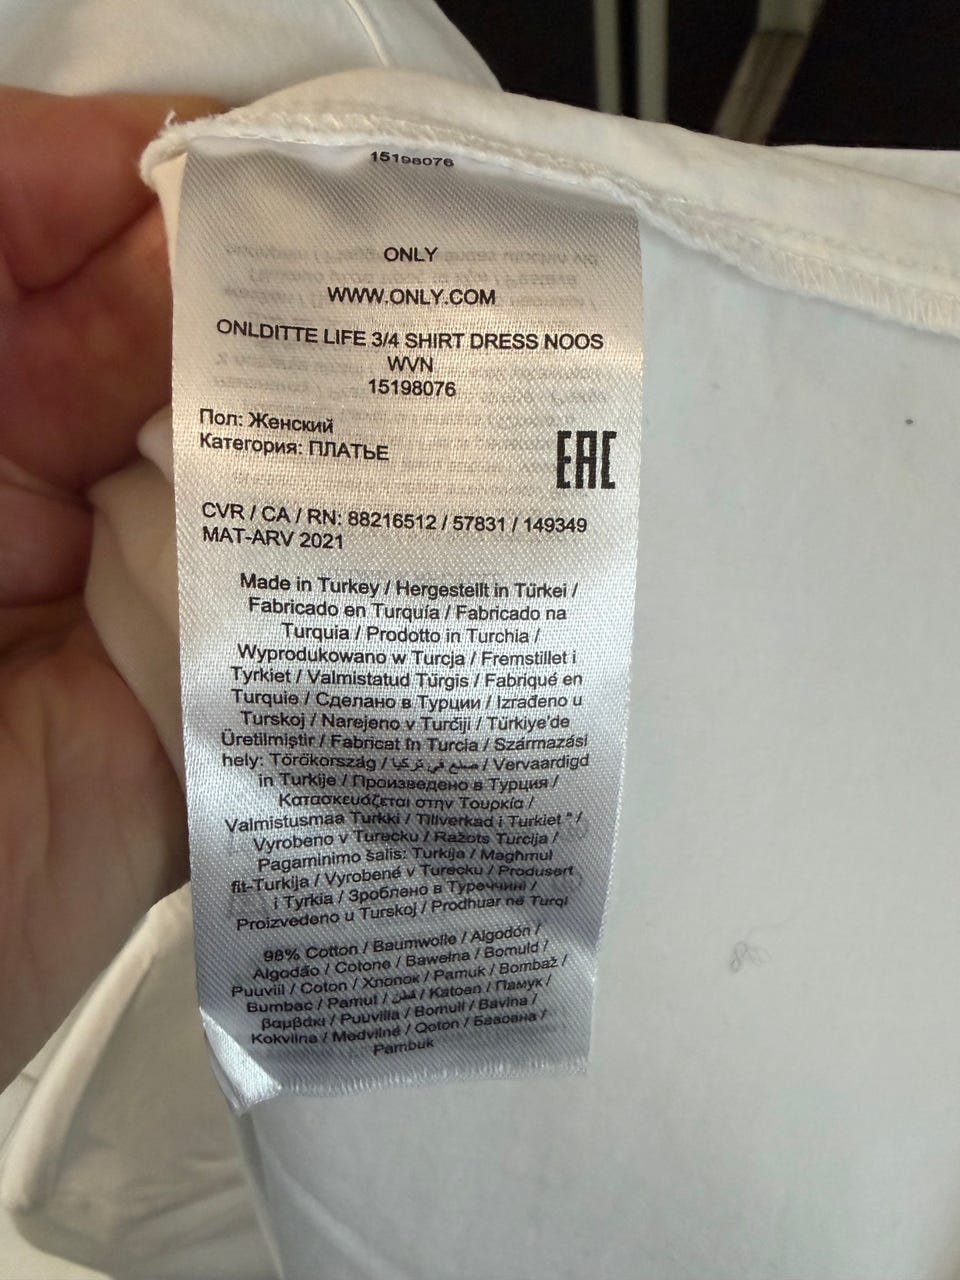 15198076
ONLY
WWW.ONLY.COM
ONLDITTE LIFE 3/4 SHIRT DRESS NOOS
WVN
15198076
Пол: Женский
Категория: ПЛАТЬЕ
EAC
CVR / CA / RN: 88216512 / 57831 / 149349
MAT-ARV 2021
Made in Turkey / Hergestellt in Türkei /
Fabricado en Turquía / Fabricado na
Turquia / Prodotto in Turchia /
Wyprodukowano w Turcja / Fremstillet i
Tyrkiet / Valmistatud Türgis / Fabriqué en
Turquie / Сделано в Турции / Izrađeno u
Turskoj / Narejeno v Turčiji / Türkiye'de
Üretilmiştir / Fabricat în Turcia / Származási
hely: Törökország / صنع في تركيا / Vervaardigd
in Turkije / Произведено в Турция /
Κατασκευάζεται στην Τουρκία /
Valmistusmaa Turkki / Tillverkad i Turkiet " /
Vyrobeno v Turecku / Ražots Turcija /
Pagaminimo šalis: Turkija / Magħmul
fit-Turkija / Vyrobené v Turecku / Produsert
i Tyrkia / Зроблено в Туреччині /
Proizvedeno u Turskoj / Prodhuar në Turqi
98% Cotton / Baumwolle / Algodón /
Algodão / Cotone / Bawełna / Bomuld /
Puuvill / Coton / Хлопок / Pamuk / Bombaž /
Bumbac / Pamut / قطن / Katoen / Памук /
βαμβάκι / Puuvilla / Bomull / Bavlna /
Kokvilna / Medvilnė / Qoton / Бавовна /
Pambuk